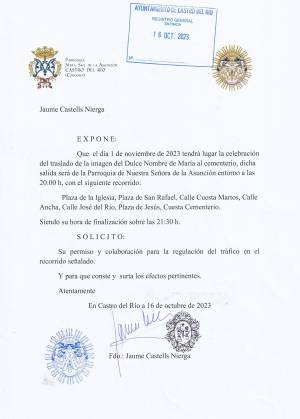 AYUNTAMIENTO DE CASTRO DEL RIO
REGISTRO GENERAL
ENTRADA
16 OCT. 2023
PARROQUIA
NTRA. SRA. DE LA ASUNCIÓN
CASTRO DEL RÍO
(CÓRDOBA)
Jaume Castells Nierga
E X P O N E:
Que el día 1 de noviembre de 2023 tendrá lugar la celebración
del traslado de la imagen del Dulce Nombre de María al cementerio, dicha
salida será de la Parroquia de Nuestra Señora de la Asunción entorno a las
20:00 h, con el siguiente recorrido:
Plaza de la Iglesia, Plaza de San Rafael, Calle Cuesta Martos, Calle
Ancha, Calle José del Río, Plaza de Jesús, Cuesta Cementerio.
Siendo su hora de finalización sobre las 21:30 h.
S O L I C I T O:
Su permiso y colaboración para la regulación del tráfico en el
recorrido señalado.
Y para que conste y surta los efectos pertinentes.
Atentamente
En Castro del Río a 16 de octubre de 2023
Fdo.: Jaume Castells Nierga